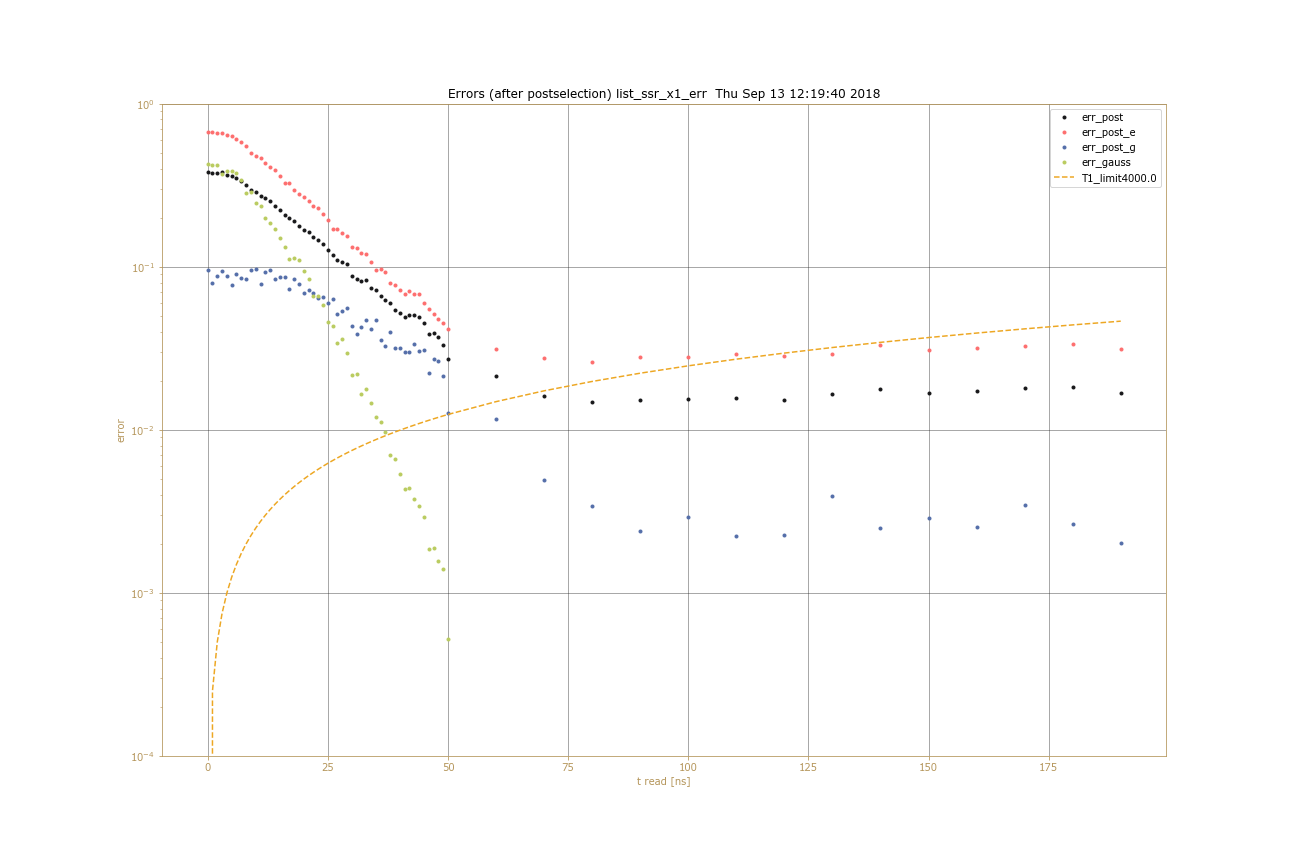 Errors (after postselection) list_ssr_x1_err  Thu Sep 13 12:19:40 2018
err_post
err_post_e
err_post_g
err_gauss
T1_limit4000.0
10⁰
10⁻¹
10⁻²
10⁻³
10⁻⁴
error
0 25 50 75 100 125 150 175
t read [ns]